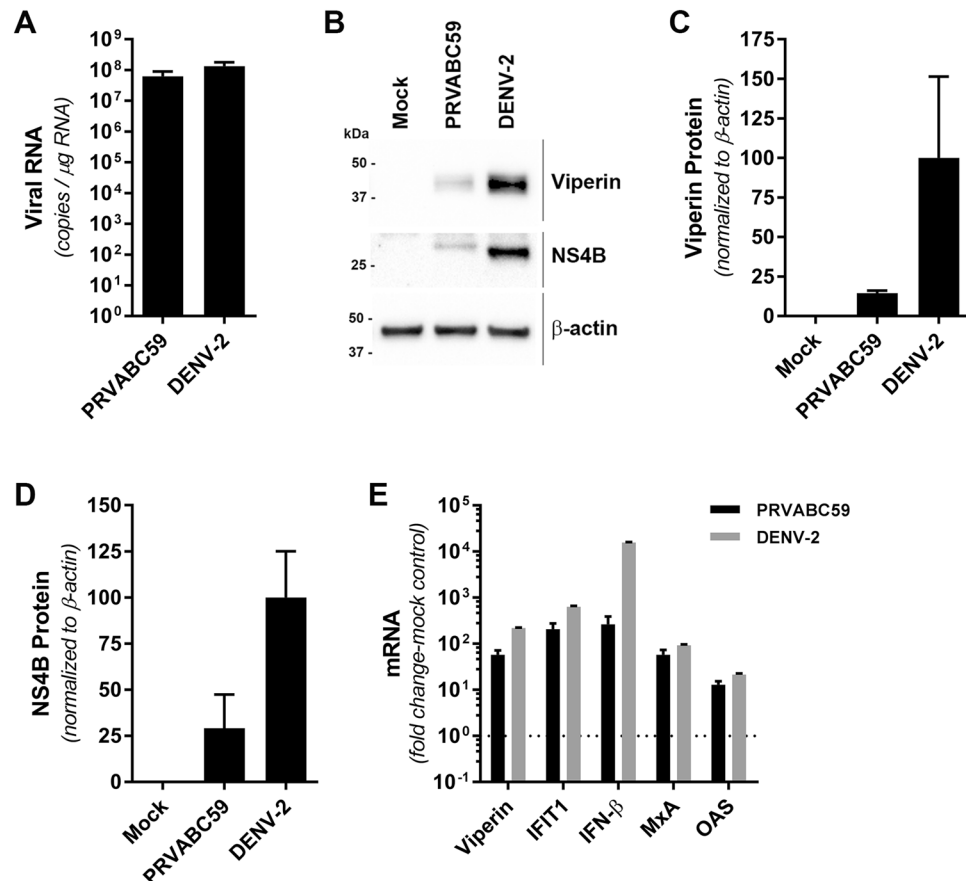 A
Viral RNA
(copies / μg RNA)
10⁹
10⁸
10⁷
10⁶
10⁵
10⁴
10³
10²
10¹
10⁰
PRVABC59
DENV-2
B
Mock
PRVABC59
DENV-2
kDa
50 -
37 -
Viperin
25 -
NS4B
50 -
37 -
β-actin
C
Viperin Protein
(normalized to β-actin)
175
150
125
100
75
50
25
0
Mock
PRVABC59
DENV-2
D
NS4B Protein
(normalized to β-actin)
150
125
100
75
50
25
0
Mock
PRVABC59
DENV-2
E
mRNA
(fold change-mock control)
10⁵
10⁴
10³
10²
10¹
10⁰
10⁻¹
Viperin
IFIT1
IFN-β
MxA
OAS
PRVABC59
DENV-2